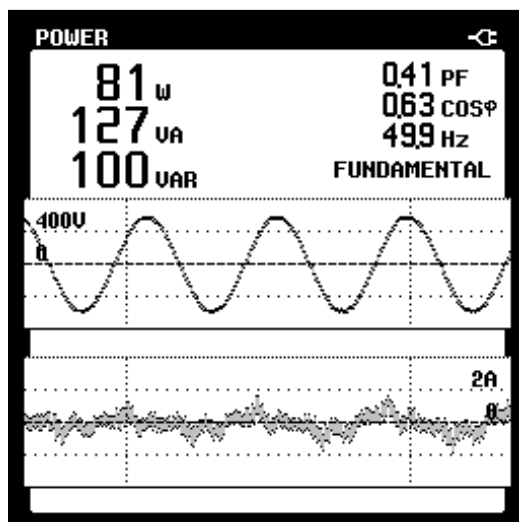 POWER
81 W
0.41 PF
127 VA
0.63 COSφ
100 VAR
49.9 Hz
FUNDAMENTAL
400V
0
2A
0